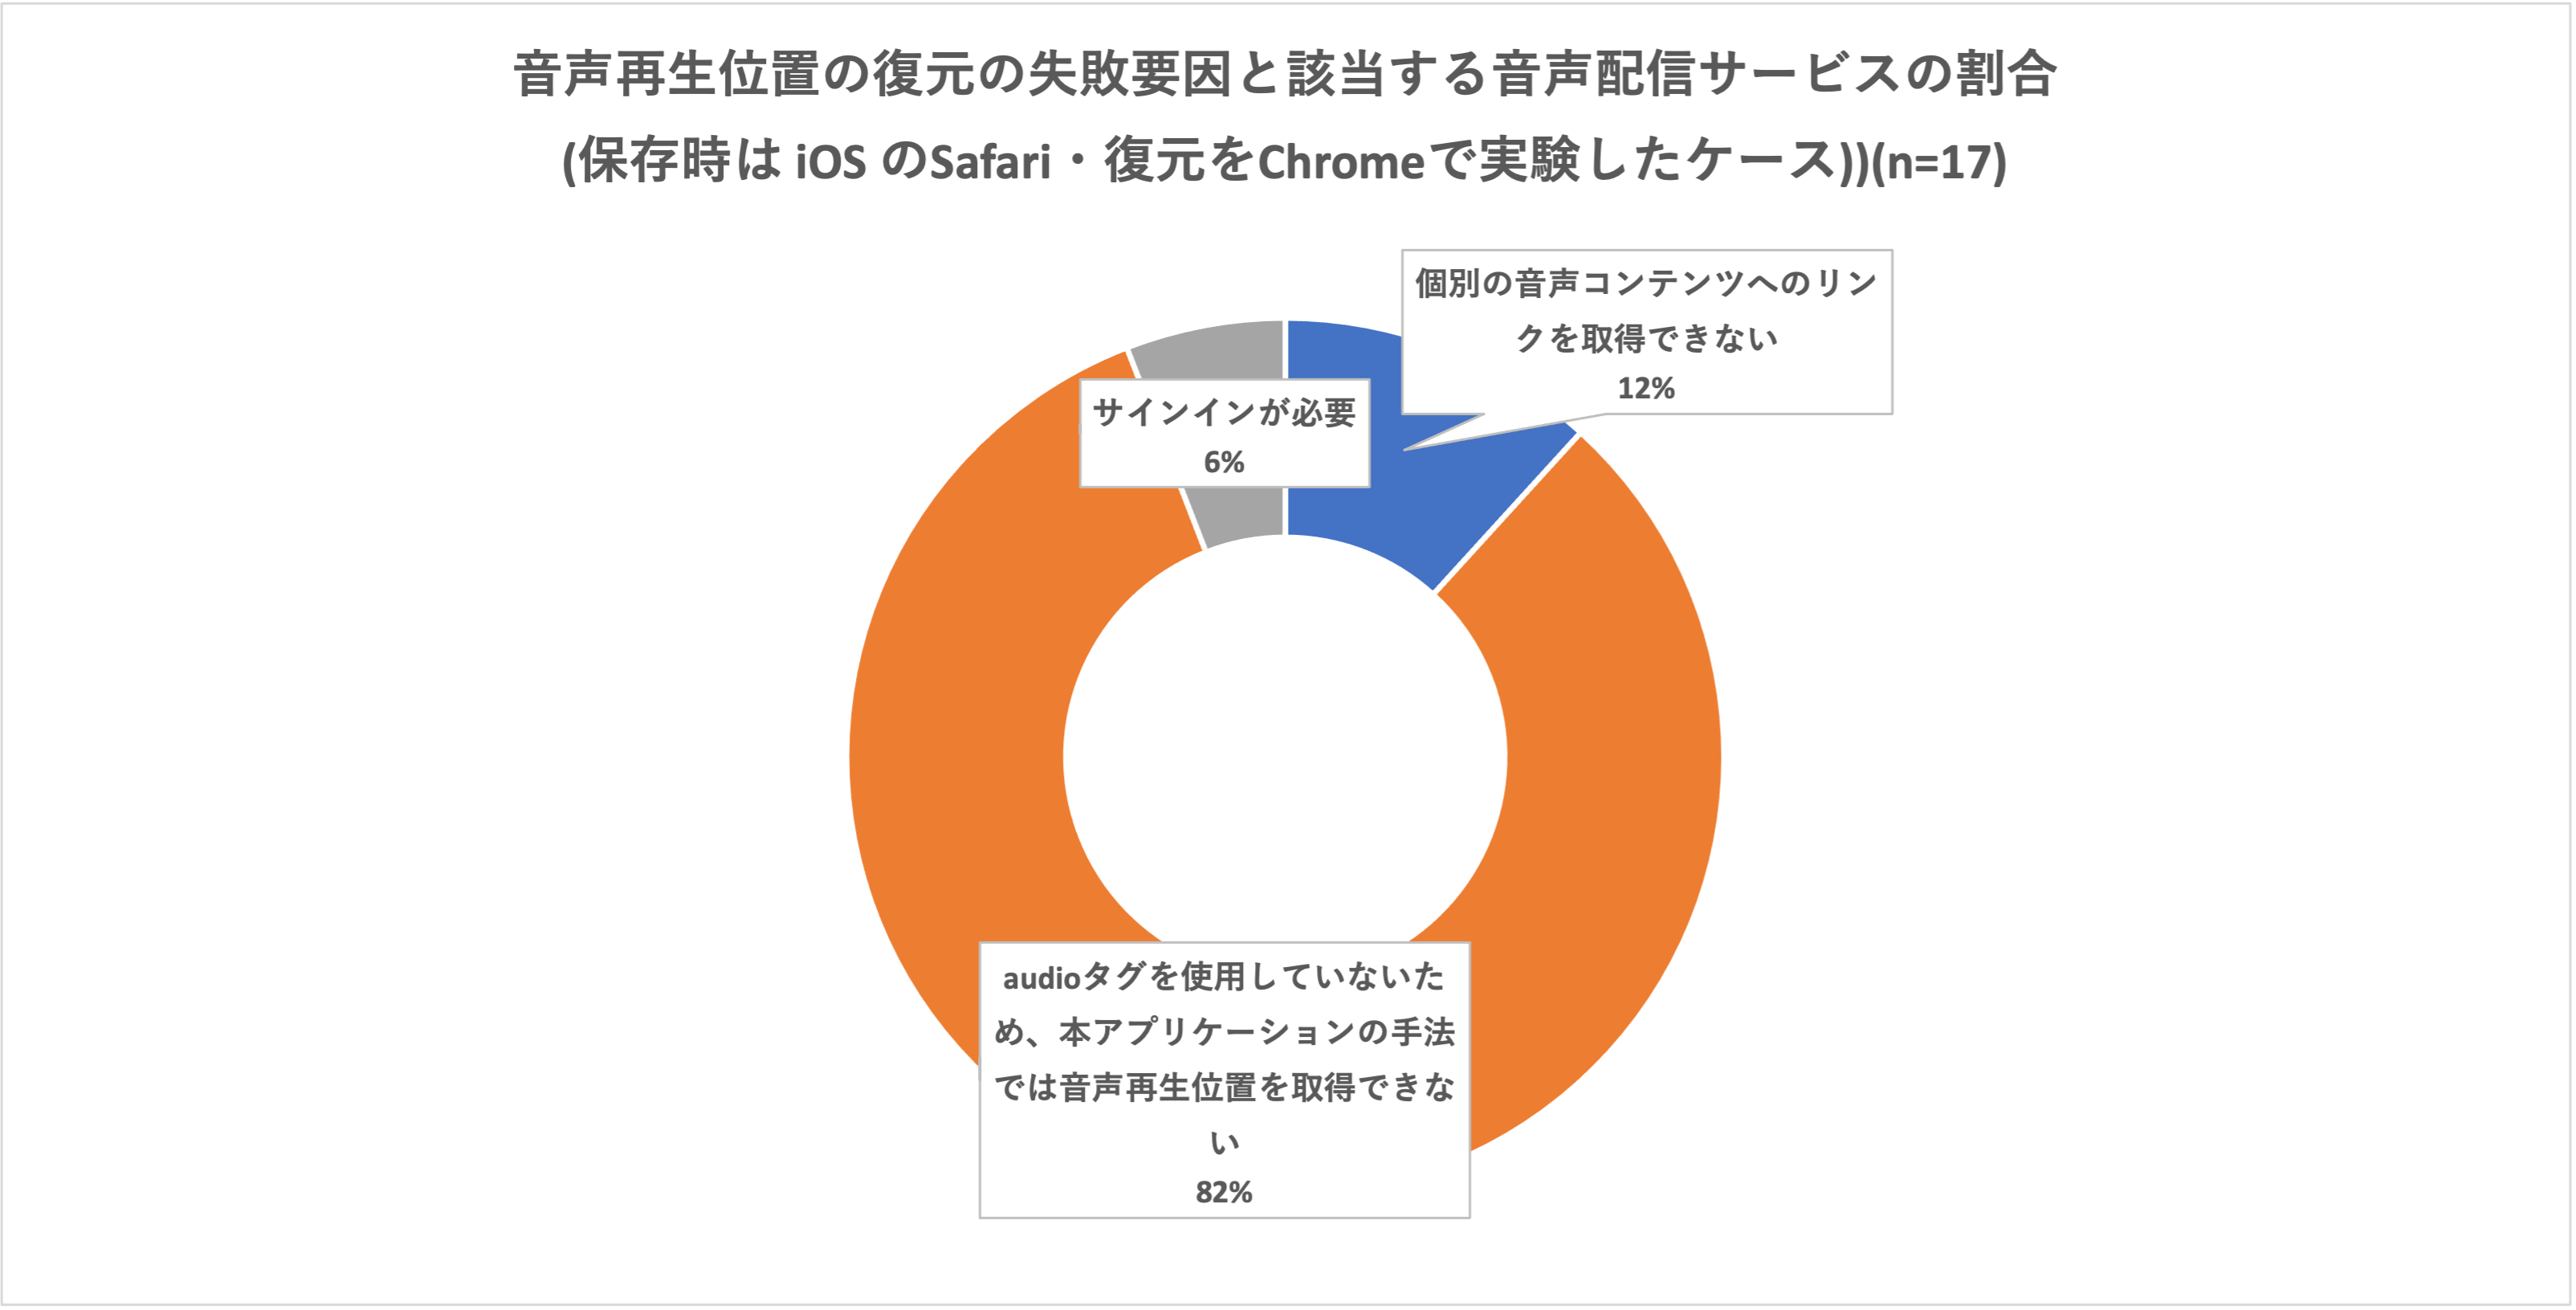 音声再生位置の復元の失敗要因と該当する音声配信サービスの割合
(保存時は iOS のSafari・復元をChromeで実験したケース))(n=17)
個別の音声コンテンツへのリン
クを取得できない
12%
サインインが必要
6%
audioタグを使用していないた
め、本アプリケーションの手法
では音声再生位置を取得できな
い
82%